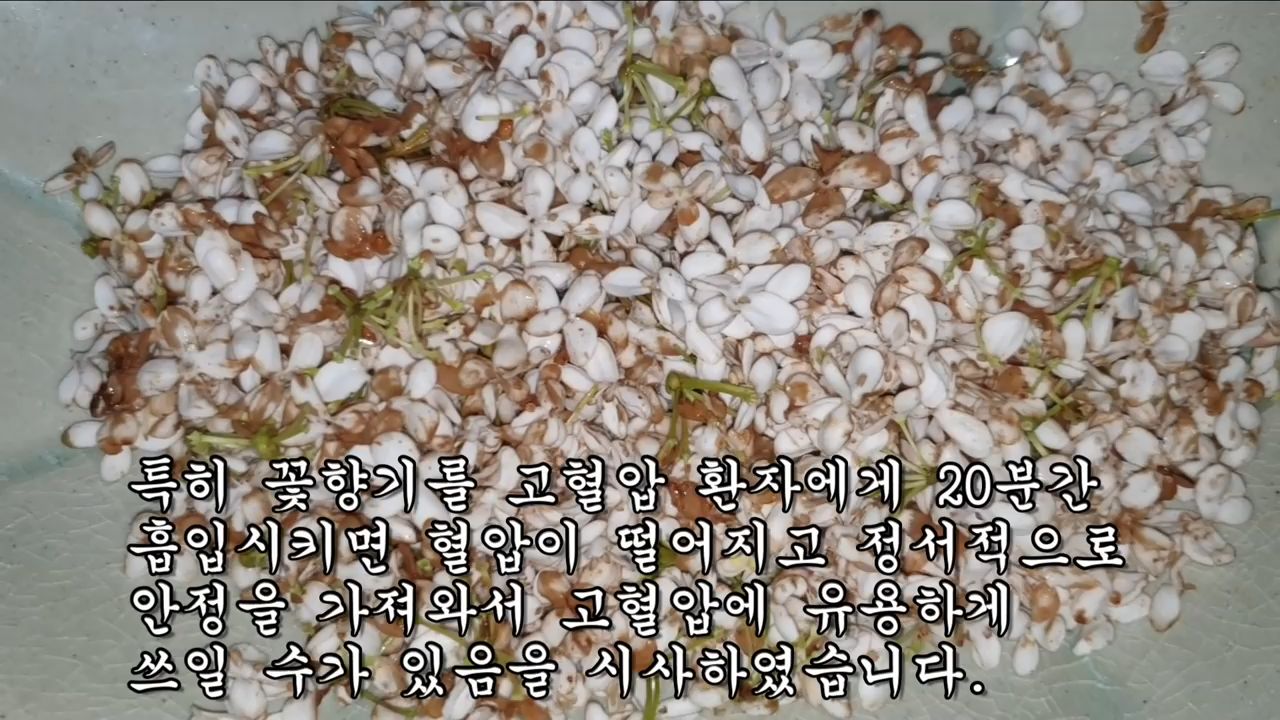 특히 꽃향기를 고혈압 환자에게 20분간
흡입시키면 혈압이 떨어지고 정서적으로
안정을 가져와서 고혈압에 유용하게
쓰일 수가 있음을 시사하였습니다.